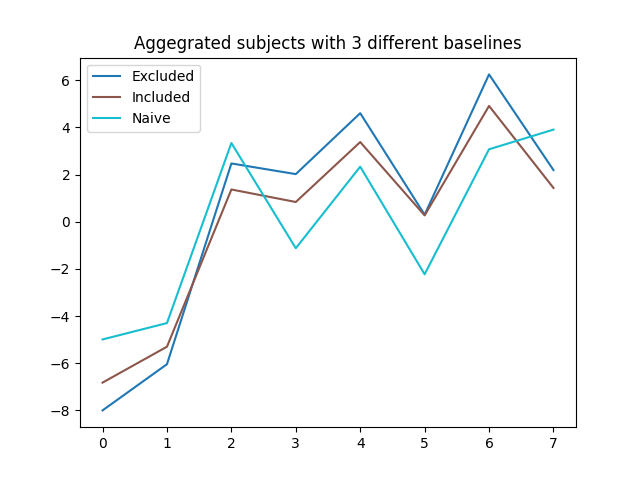 Aggegrated subjects with 3 different baselines
Excluded
Included
Naive
6
4
2
0
−2
−4
−6
−8
0 1 2 3 4 5 6 7